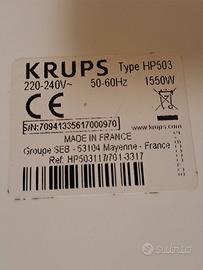 KRUPS Type HP503
220-240V~ 50-60Hz 1550W
CE
S/N:70941335617000970
www.krups.com
MADE IN FRANCE
Groupe SEB - 53104 Mayenne - France
Ref: HP503117/701-3317
subito